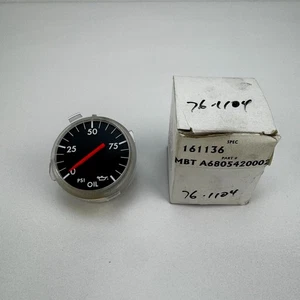 50
25
75
0
PSI
OIL
76-1104
SPEC
161136
PART #
MBT A6805420002
76-1104